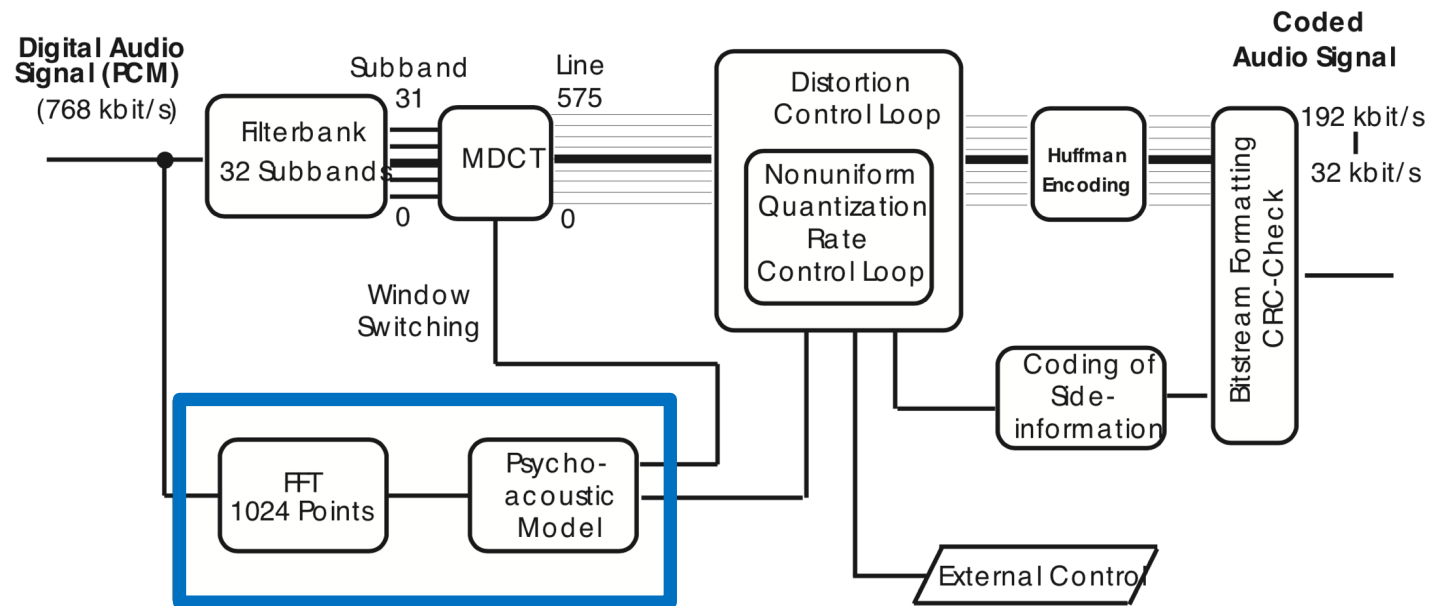 Digital Audio
Signal (PCM)
(768 kbit/s)
Filterbank
32 Subbands
Subband
31
0
MDCT
Line
575
0
Window
Switching
FFT
1024 Points
Psycho-
acoustic
Model
Distortion
Control Loop
Nonuniform
Quantization
Rate
Control Loop
Huffman
Encoding
Coding of
Side-
information
External Control
Bitstream Formatting
CRC-Check
Coded
Audio Signal
192 kbit/s
32 kbit/s